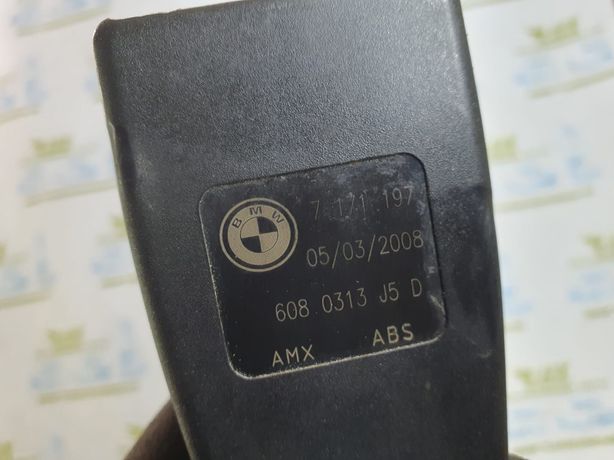 BMW
7 171 197
05/03/2008
608 0313 J5 D
AMX ABS